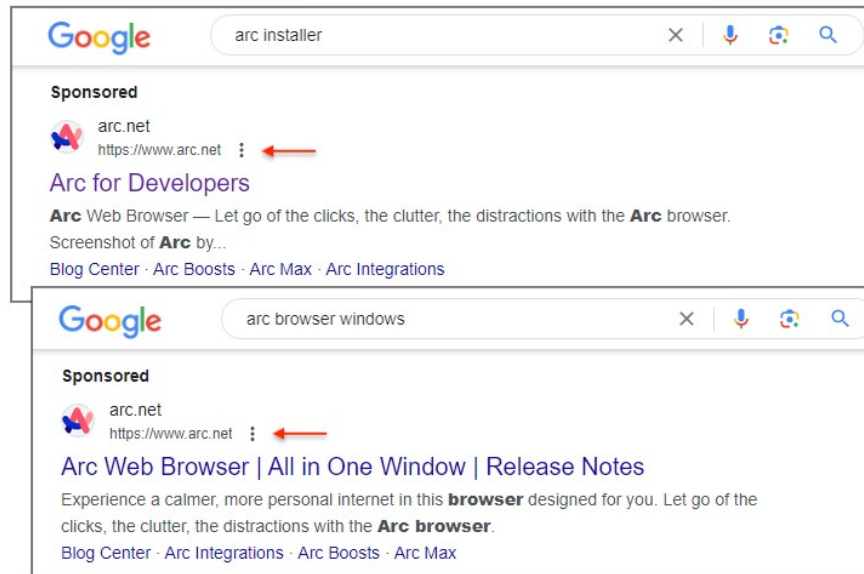 Google
arc installer
Sponsored
arc.net
https://www.arc.net
Arc for Developers
Arc Web Browser — Let go of the clicks, the clutter, the distractions with the Arc browser.
Screenshot of Arc by...
Blog Center · Arc Boosts · Arc Max · Arc Integrations
Google
arc browser windows
Sponsored
arc.net
https://www.arc.net
Arc Web Browser | All in One Window | Release Notes
Experience a calmer, more personal internet in this browser designed for you. Let go of the
clicks, the clutter, the distractions with the Arc browser.
Blog Center · Arc Integrations · Arc Boosts · Arc Max